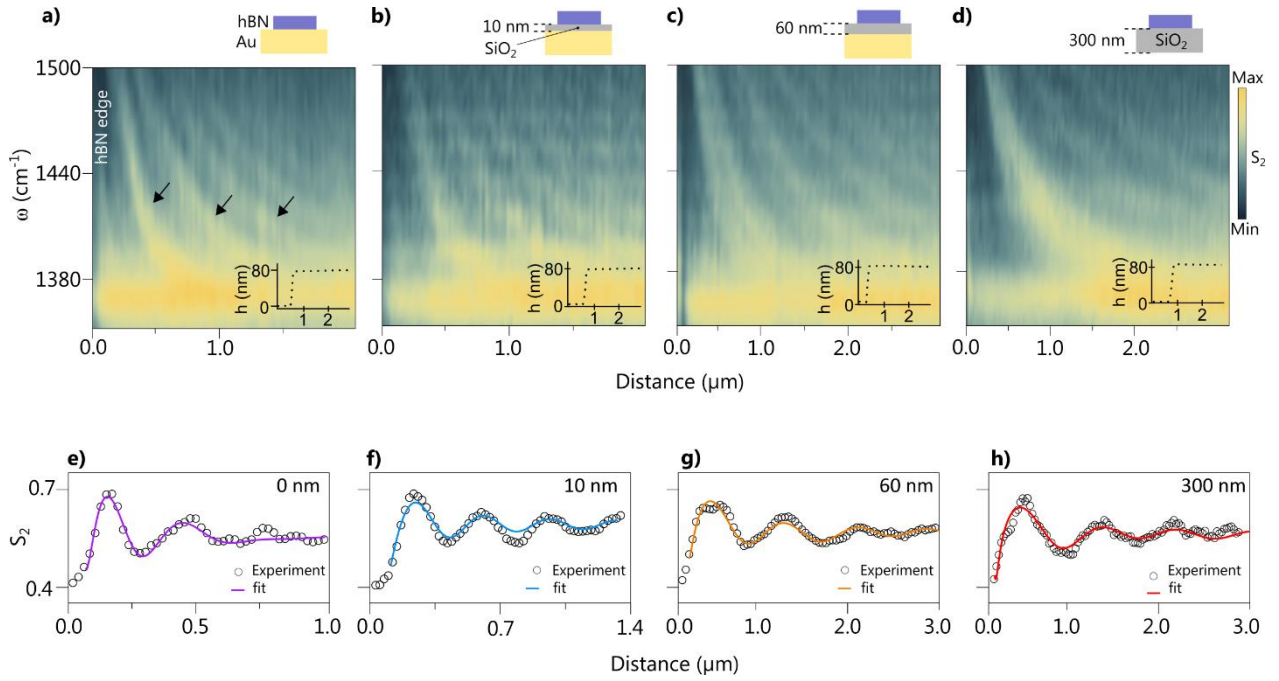 a)
hBN
Au
b)
10 nm
SiO₂
c)
60 nm
d)
300 nm
SiO₂
1500
1440
1380
ω (cm⁻¹)
hBN edge
h (nm)
80
0
1 2
0.0 1.0
h (nm)
80
0
1 2
0.0 1.0
h (nm)
80
0
1 2
0.0 1.0 2.0
h (nm)
80
0
1 2
0.0 1.0 2.0
Max
S₂
Min
Distance (μm)
e)
0 nm
0.7
S₂
0.4
Experiment
fit
0.0 0.5 1.0
f)
10 nm
Experiment
fit
0.0 0.7 1.4
g)
60 nm
Experiment
fit
0.0 1.0 2.0 3.0
h)
300 nm
Experiment
fit
0.0 1.0 2.0 3.0
Distance (μm)